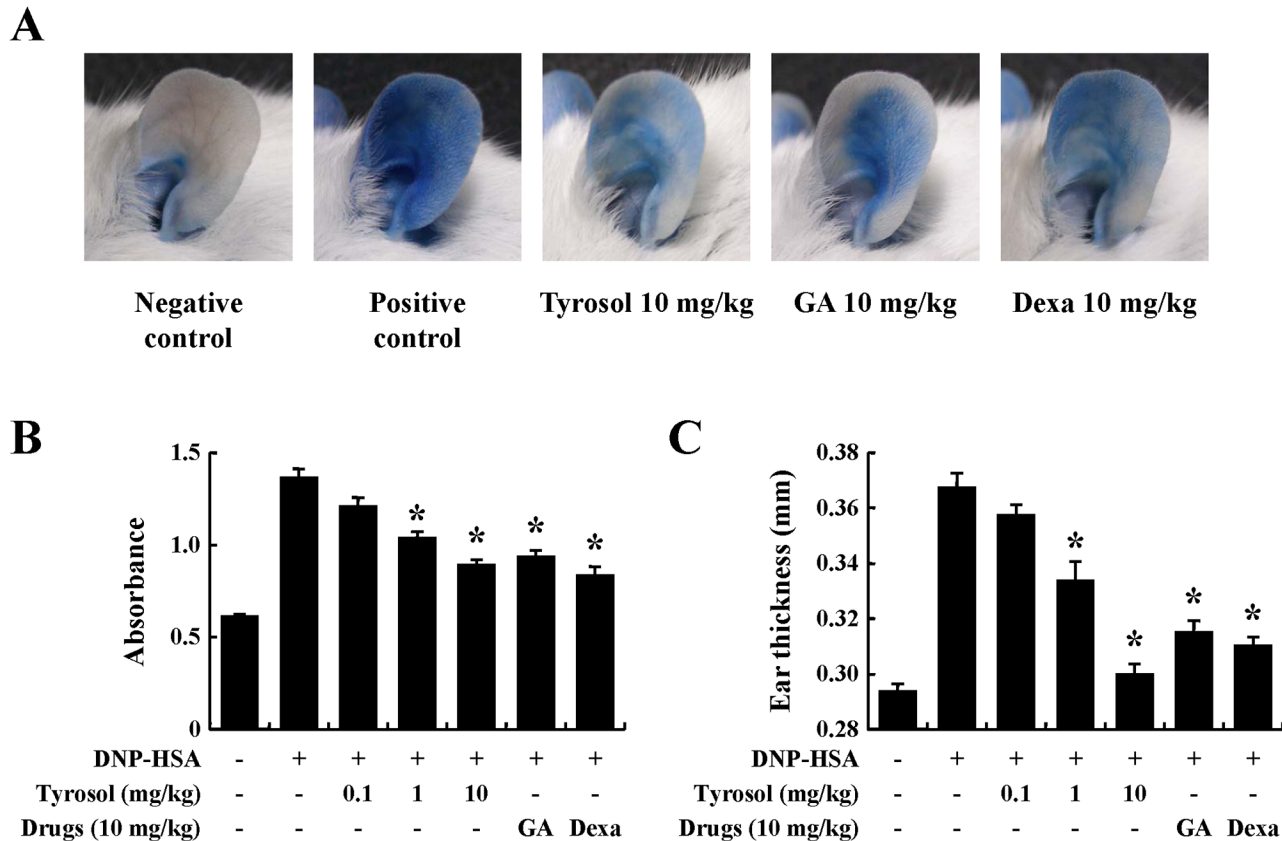 A
Negative
control
Positive
control
Tyrosol 10 mg/kg
GA 10 mg/kg
Dexa 10 mg/kg
B
Absorbance
1.5
1.0
0.5
0
* * * *
DNP-HSA - + + + + + +
Tyrosol (mg/kg) - - 0.1 1 10 - -
Drugs (10 mg/kg) - - - - - GA Dexa
C
Ear thickness (mm)
0.38
0.36
0.34
0.32
0.30
0.28
* * * *
DNP-HSA - + + + + + +
Tyrosol (mg/kg) - - 0.1 1 10 - -
Drugs (10 mg/kg) - - - - - GA Dexa